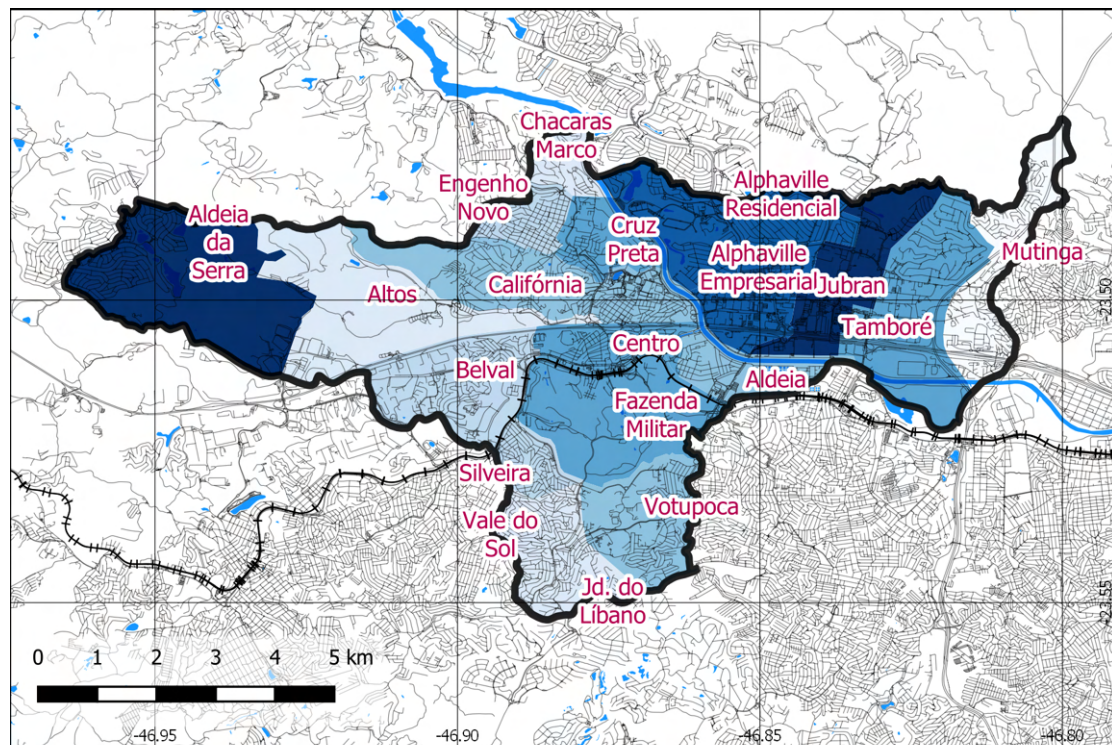 Chacaras
Marco
Engenho
Novo
Alphaville
Residencial
Aldeia
da
Serra
Cruz
Preta
Mutinga
Alphaville
Empresarial
Jubran
Califórnia
Altos
-23.50
Tamboré
Centro
Belval
Aldeia
Fazenda
Militar
Silveira
Votupoca
Vale do
Sol
Jd. do
Líbano
-23.55
0 1 2 3 4 5 km
-46.95 -46.90 -46.85 -46.80